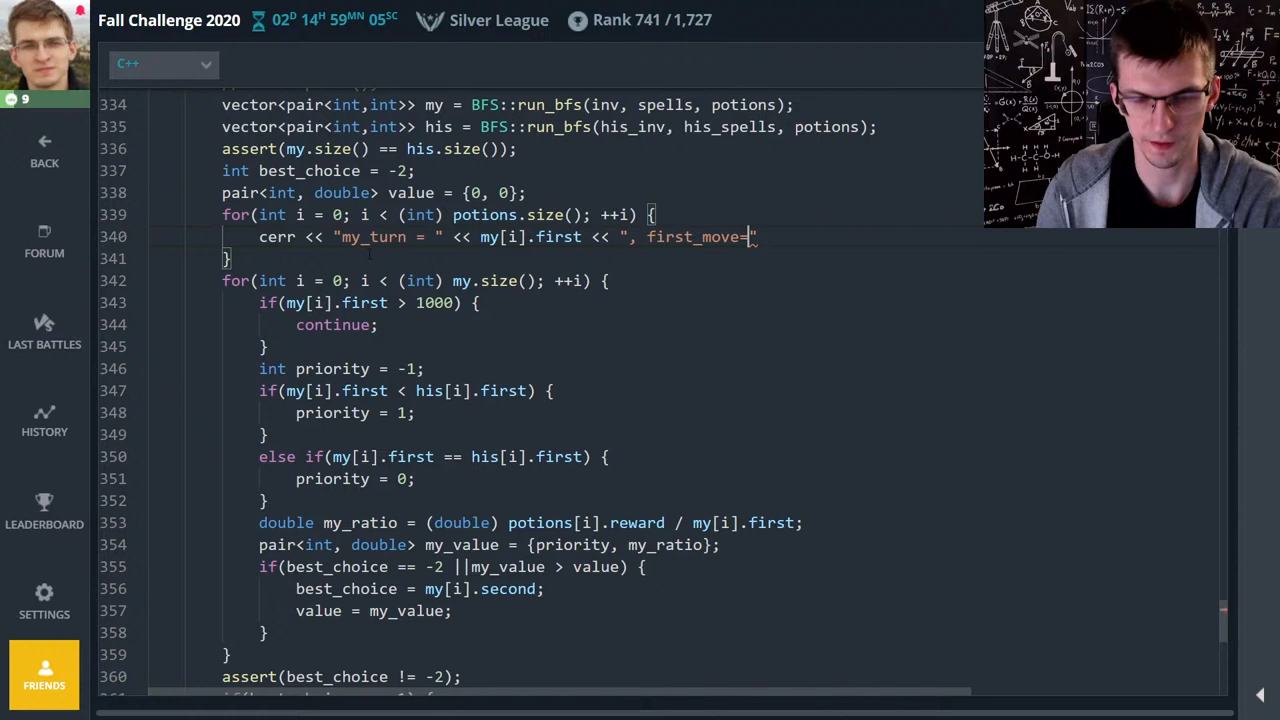 Fall Challenge 2020 02D 14H 59MN 05SC Silver League Rank 741 / 1,727
C++
9
BACK
FORUM
LAST BATTLES
HISTORY
LEADERBOARD
SETTINGS
FRIENDS
334 vector<pair<int,int>> my = BFS::run_bfs(inv, spells, potions);
335 vector<pair<int,int>> his = BFS::run_bfs(his_inv, his_spells, potions);
336 assert(my.size() == his.size());
337 int best_choice = -2;
338 pair<int, double> value = {0, 0};
339 for(int i = 0; i < (int) potions.size(); ++i) {
340 cerr << "my_turn = " << my[i].first << ", first_move="
341 }
342 for(int i = 0; i < (int) my.size(); ++i) {
343 if(my[i].first > 1000) {
344 continue;
345 }
346 int priority = -1;
347 if(my[i].first < his[i].first) {
348 priority = 1;
349 }
350 else if(my[i].first == his[i].first) {
351 priority = 0;
352 }
353 double my_ratio = (double) potions[i].reward / my[i].first;
354 pair<int, double> my_value = {priority, my_ratio};
355 if(best_choice == -2 ||my_value > value) {
356 best_choice = my[i].second;
357 value = my_value;
358 }
359 }
360 assert(best_choice != -2);